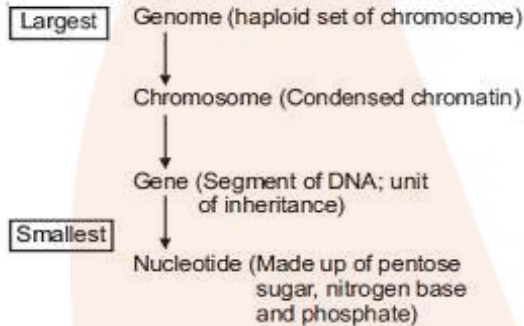 Largest
Genome (haploid set of chromosome)
Chromosome (Condensed chromatin)
Gene (Segment of DNA; unit
of inheritance)
Smallest
Nucleotide (Made up of pentose
sugar, nitrogen base
and phosphate)